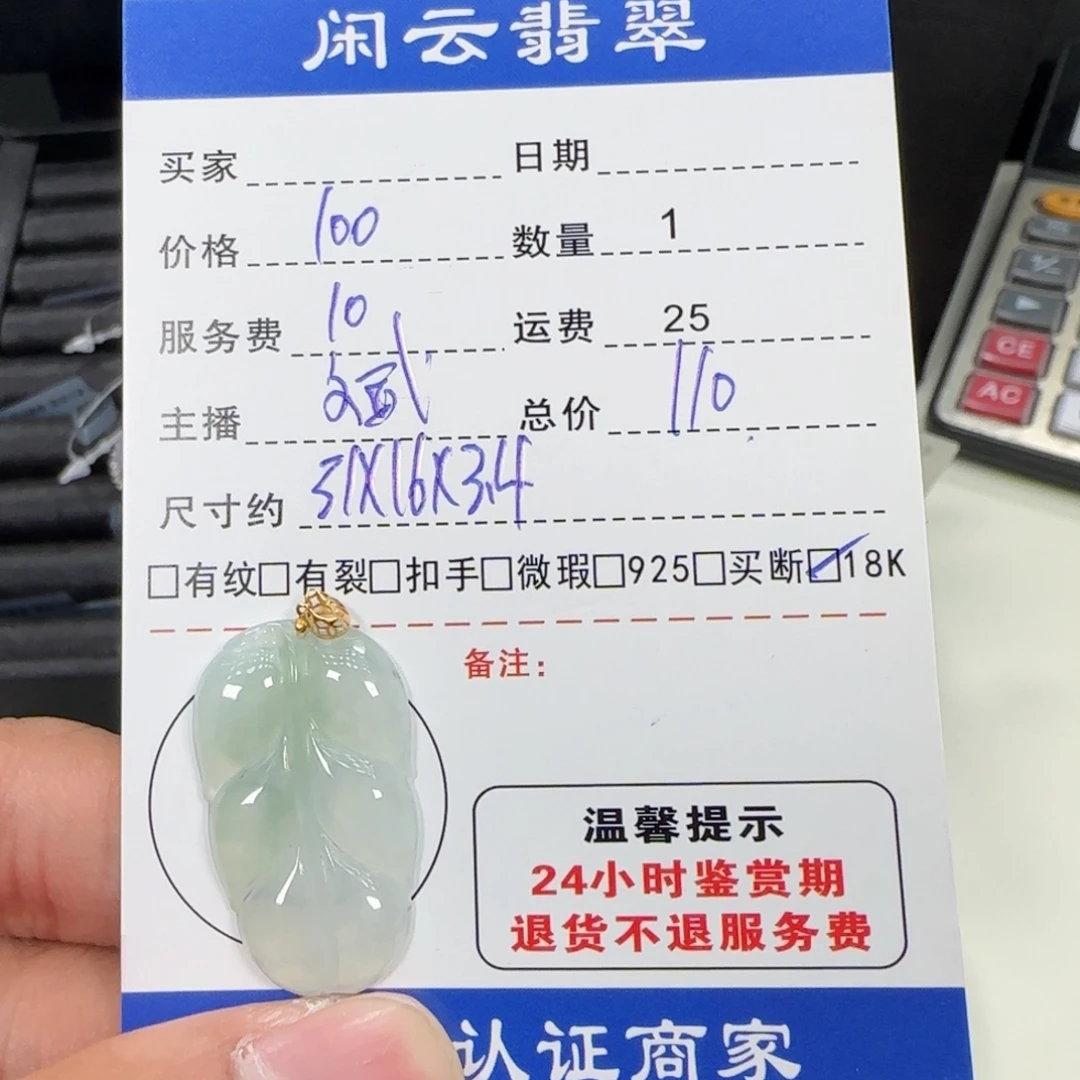 闲云翡翠
买家 日期
价格 100 数量 1
服务费 10 运费 25
主播 总价 110
尺寸约 31X16X3.4
□有纹□有裂□扣手□微瑕□925□买断☑18K
备注：
温馨提示
24小时鉴赏期
退货不退服务费
认证商家
CE
AC